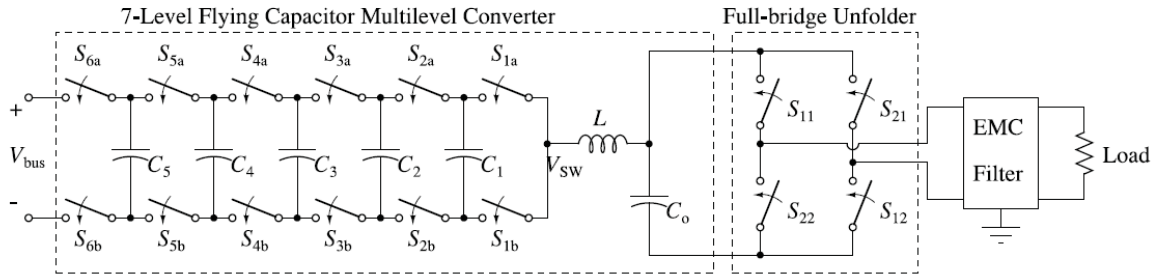 7-Level Flying Capacitor Multilevel Converter
Full-bridge Unfolder
S6a S5a S4a S3a S2a S1a
+
Vbus
-
C5 C4 C3 C2 C1
VSW
L
Co
S6b S5b S4b S3b S2b S1b
S11 S21
S22 S12
EMC
Filter
Load